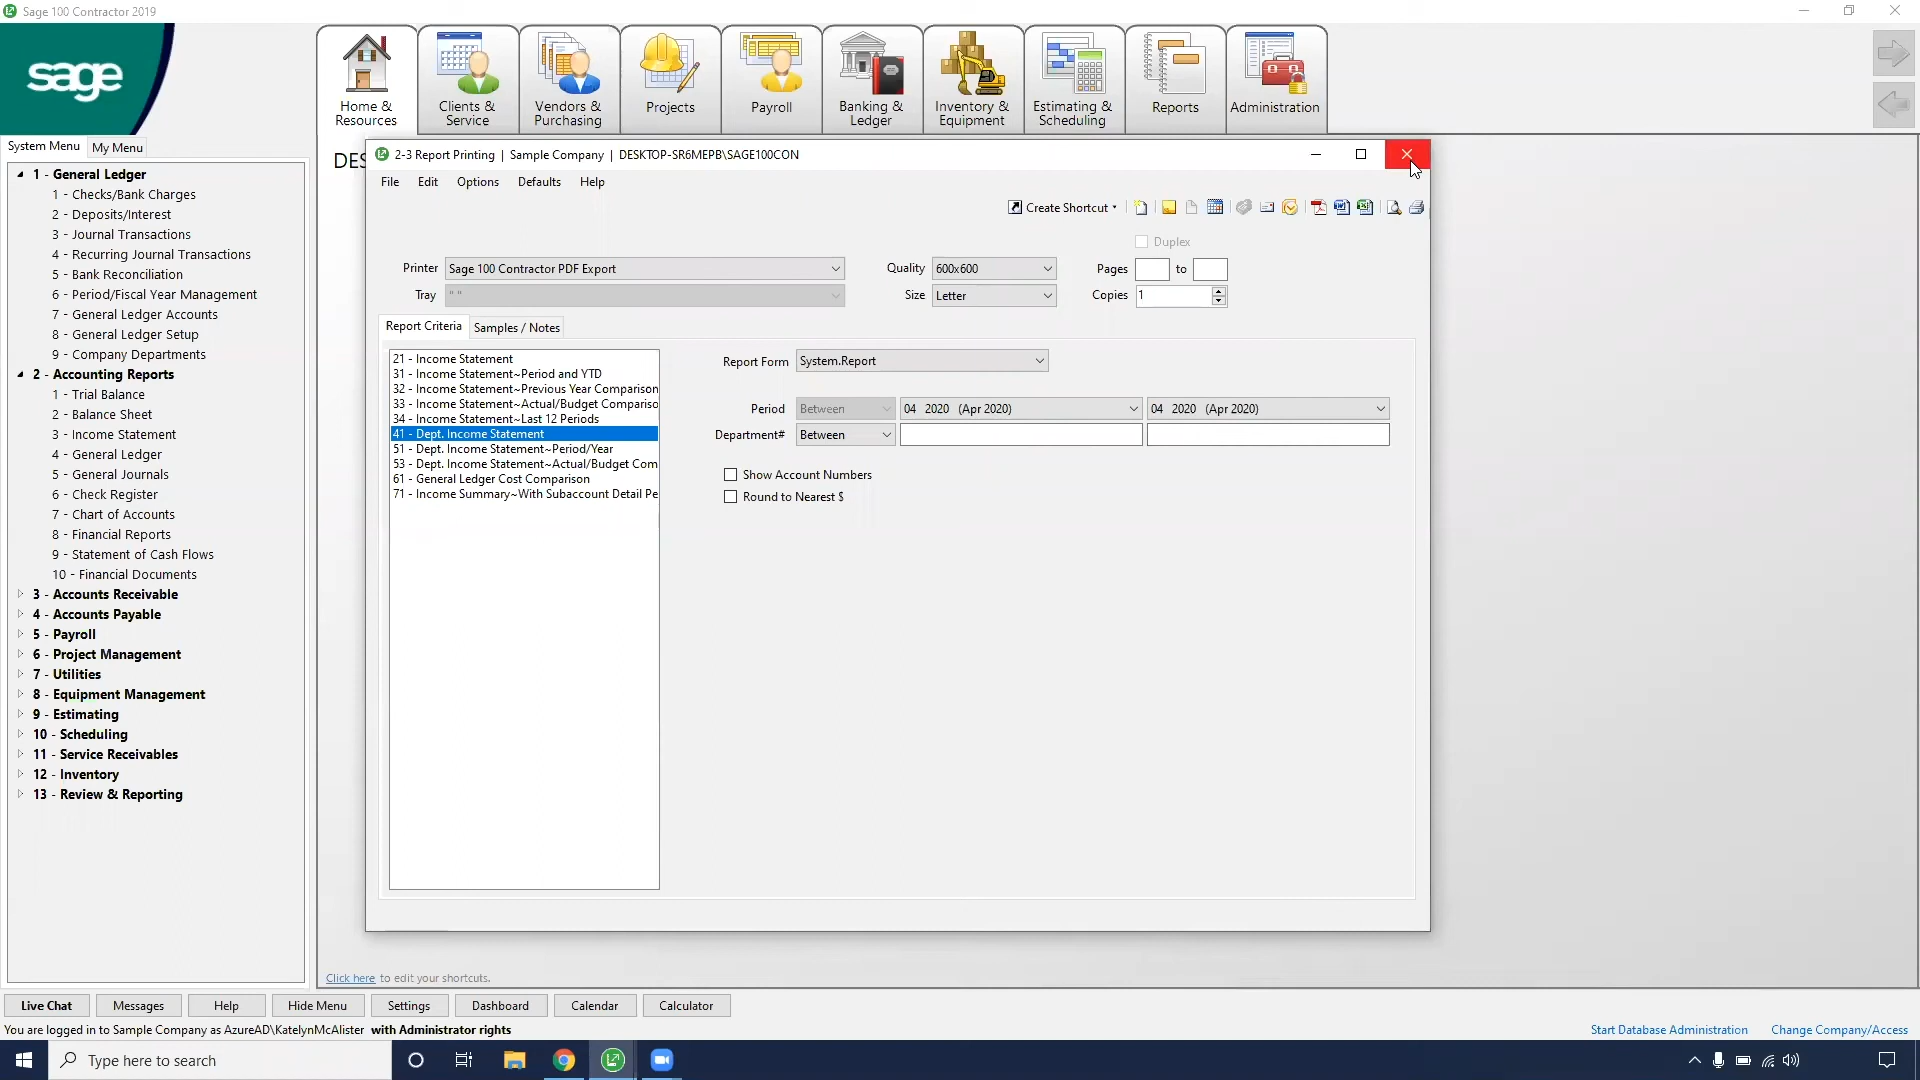 Sage 100 Contractor 2019
sage
Home & Resources
Clients & Service
Vendors & Purchasing
Projects
Payroll
Banking & Ledger
Inventory & Equipment
Estimating & Scheduling
Reports
Administration
System Menu My Menu
1 - General Ledger
1 - Checks/Bank Charges
2 - Deposits/Interest
3 - Journal Transactions
4 - Recurring Journal Transactions
5 - Bank Reconciliation
6 - Period/Fiscal Year Management
7 - General Ledger Accounts
8 - General Ledger Setup
9 - Company Departments
2 - Accounting Reports
1 - Trial Balance
2 - Balance Sheet
3 - Income Statement
4 - General Ledger
5 - General Journals
6 - Check Register
7 - Chart of Accounts
8 - Financial Reports
9 - Statement of Cash Flows
10 - Financial Documents
3 - Accounts Receivable
4 - Accounts Payable
5 - Payroll
6 - Project Management
7 - Utilities
8 - Equipment Management
9 - Estimating
10 - Scheduling
11 - Service Receivables
12 - Inventory
13 - Review & Reporting
DES
2-3 Report Printing | Sample Company | DESKTOP-SR6MEPB\SAGE100CON
File Edit Options Defaults Help
Create Shortcut
Duplex
Printer Sage 100 Contractor PDF Export Quality 600x600 Pages to
Tray " " Size Letter Copies 1
Report Criteria Samples / Notes
21 - Income Statement
31 - Income Statement~Period and YTD
32 - Income Statement~Previous Year Comparison
33 - Income Statement~Actual/Budget Compariso
34 - Income Statement~Last 12 Periods
41 - Dept. Income Statement
51 - Dept. Income Statement~Period/Year
53 - Dept. Income Statement~Actual/Budget Com
61 - General Ledger Cost Comparison
71 - Income Summary~With Subaccount Detail Pe
Report Form System.Report
Period Between 04 2020 (Apr 2020) 04 2020 (Apr 2020)
Department# Between
Show Account Numbers
Round to Nearest $
Click here to edit your shortcuts.
Live Chat Messages Help Hide Menu Settings Dashboard Calendar Calculator
You are logged in to Sample Company as AzureAD\KatelynMcAlister with Administrator rights
Start Database Administration Change Company/Access
Type here to search